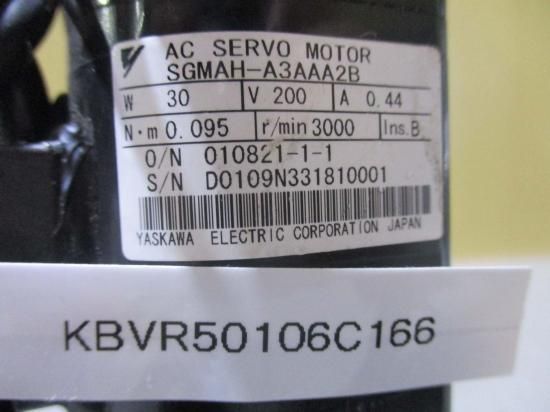 AC SERVO MOTOR
SGMAH-A3AAA2B
W 30 V 200 A 0.44
N·m 0.095 r/min 3000 Ins.B
O/N 010821-1-1
S/N D0109N331810001
YASKAWA ELECTRIC CORPORATION JAPAN
KBVR50106C166